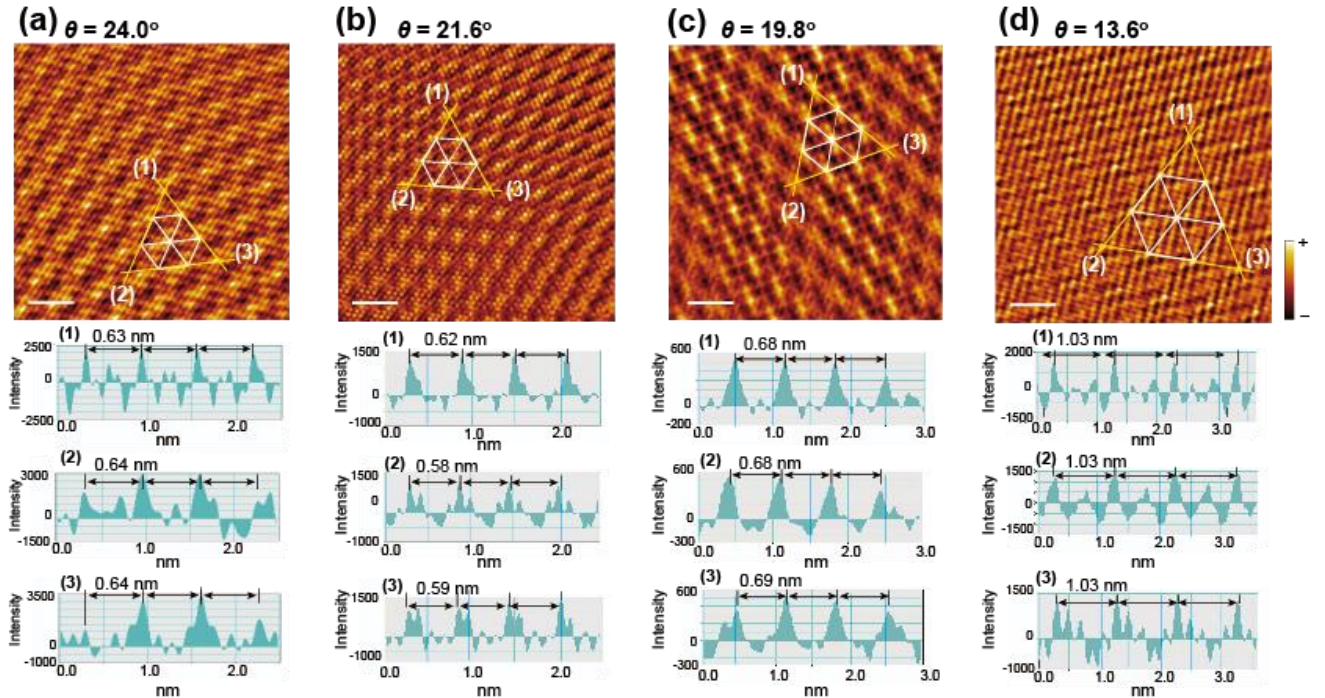 (a) θ = 24.0°
(b) θ = 21.6°
(c) θ = 19.8°
(d) θ = 13.6°
(1)
(2)
(3)
(1)
(2)
(3)
(1)
(2)
(3)
(1)
(2)
(3)
+
−
(1) 0.63 nm
Intensity
2500
0
-2500
0.0 1.0 2.0
nm
(2) 0.64 nm
Intensity
3000
0
-1500
0.0 1.0 2.0
nm
(3) 0.64 nm
Intensity
3500
0
-1000
0.0 1.0 2.0
nm
(1) 0.62 nm
Intensity
1500
0
-1000
0.0 1.0 2.0
nm
(2) 0.58 nm
Intensity
1500
0
-1000
0.0 1.0 2.0
nm
(3) 0.59 nm
Intensity
1500
0
-1000
0.0 1.0 2.0
nm
(1) 0.68 nm
Intensity
600
0
-200
0.0 1.0 2.0 3.0
nm
(2) 0.68 nm
Intensity
600
0
-300
0.0 1.0 2.0 3.0
nm
(3) 0.69 nm
Intensity
600
0
-300
0.0 1.0 2.0 3.0
nm
(1) 1.03 nm
Intensity
2000
0
-1500
0.0 1.0 2.0 3.0
nm
(2) 1.03 nm
Intensity
1500
0
-1500
0.0 1.0 2.0 3.0
nm
(3) 1.03 nm
Intensity
1500
0
-1000
0.0 1.0 2.0 3.0
nm